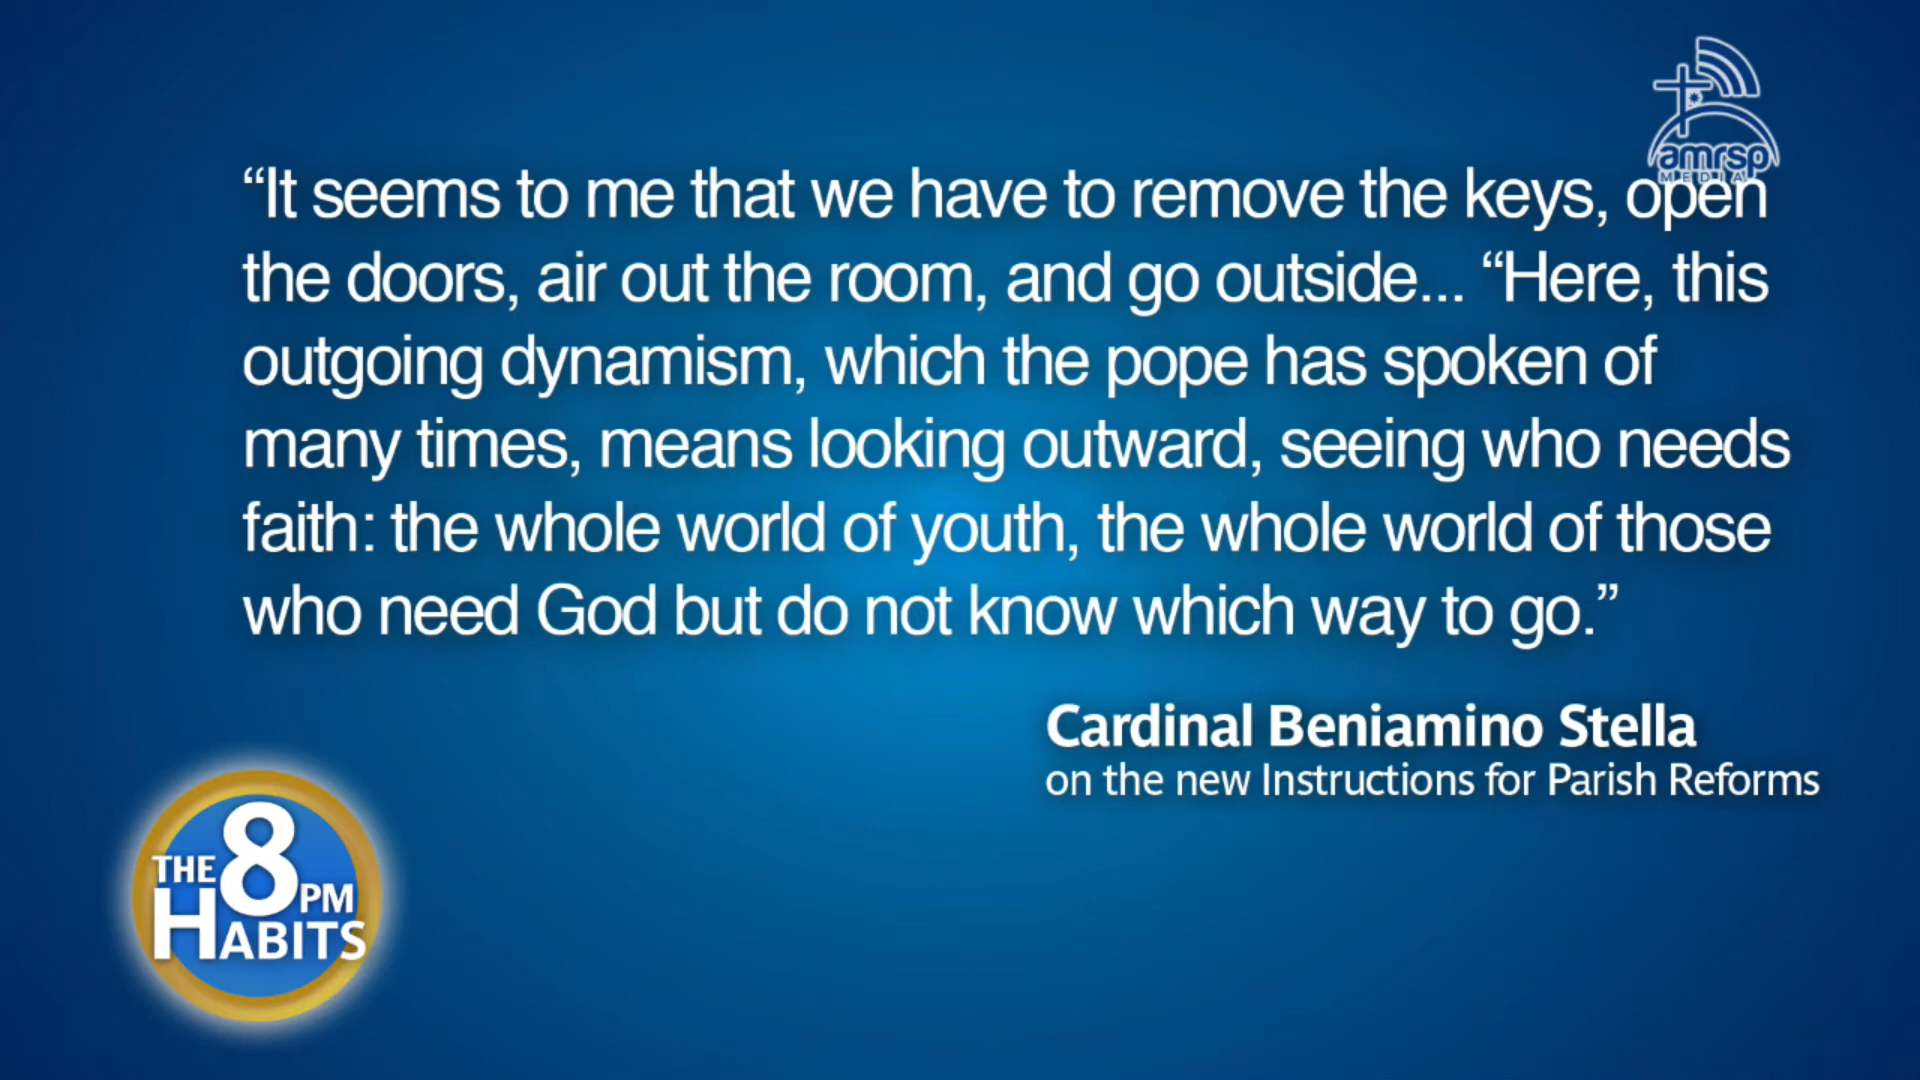 amrsp
MEDIA
“It seems to me that we have to remove the keys, open
the doors, air out the room, and go outside... “Here, this
outgoing dynamism, which the pope has spoken of
many times, means looking outward, seeing who needs
faith: the whole world of youth, the whole world of those
who need God but do not know which way to go.”
Cardinal Beniamino Stella
on the new Instructions for Parish Reforms
THE 8 PM
HABITS